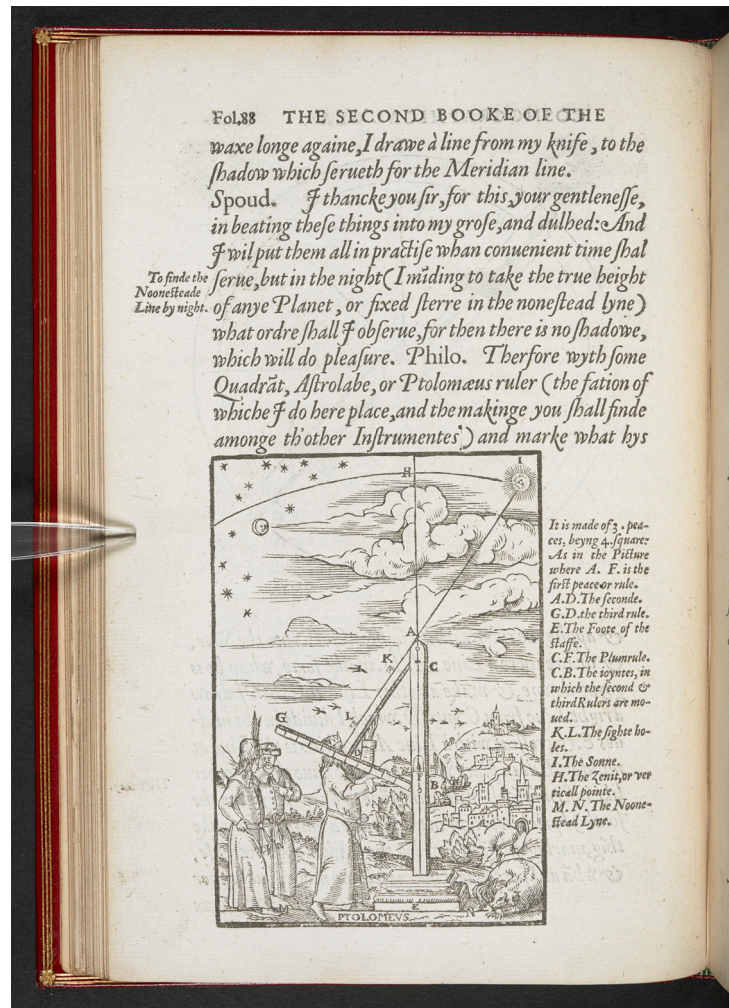 Fol.88 THE SECOND BOOKE OF THE
waxe longe againe, I drawe à line from my knife, to the
ſhadow which ſerueth for the Meridian line.
Spoud. I thancke you ſir, for this, your gentleneſſe,
in beating theſe things into my groſe, and dulhed: And
I wil put them all in practiſe whan conuenient time ſhal
ſerue, but in the night (I mīding to take the true height
of anye Planet, or fixed ſterre in the noneſtead lyne)
what ordre ſhall I obſerue, for then there is no ſhadowe,
which will do pleaſure. Philo. Therfore wyth ſome
Quadrāt, Aſtrolabe, or Ptolomæus ruler (the faſion of
whiche I do here place, and the makinge you ſhall finde
amonge th'other Inſtrumentes:) and marke what hys
To finde the
Nooneſteade
Line by night.
H
I
A
K
C
G
L
D
F
B
M
PTOLOMEVS
E
N
It is made of 3. pea-
ces, beyng 4. ſquare:
As in the Picture
where A. F. is the
firſt peace or rule.
A.D. The ſeconde.
G.D. the third rule.
E. The Foote of the
ſtaffe.
C.F. The Plumrule.
C.B. The ioyntes, in
which the ſecond &
third Rulers are mo-
ued.
K.L. The ſighte ho-
les.
I. The Sonne.
H. The Zenit, or ver
ticall pointe.
M. N. The Noone-
ſtead Lyne.